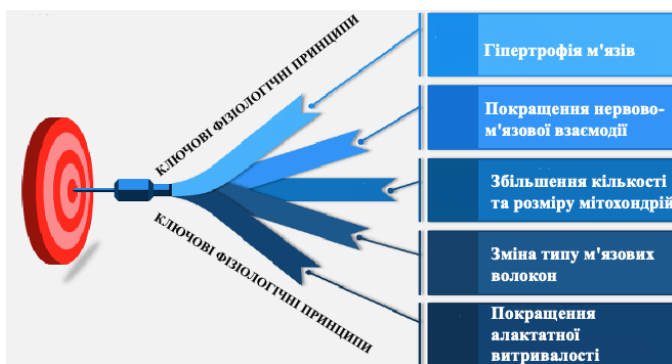 КЛЮЧОВІ ФІЗІОЛОГІЧНІ ПРИНЦИПИ
Гіпертрофія м'язів
Покращення нервово-
м'язової взаємодії
Збільшення кількості
та розміру мітохондрій
Зміна типу м'язових
волокон
Покращення
алактатної
витривалості
КЛЮЧОВІ ФІЗІОЛОГІЧНІ ПРИНЦИПИ